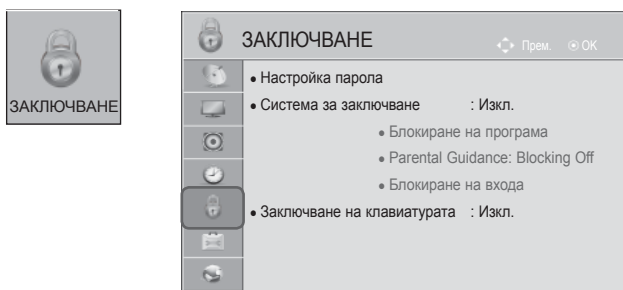 ЗАКЛЮЧВАНЕ
ЗАКЛЮЧВАНЕ
Прем. OK
• Настройка парола
• Система за заключване : Изкл.
• Блокиране на програма
• Parental Guidance: Blocking Off
• Блокиране на входа
• Заключване на клавиатурата : Изкл.